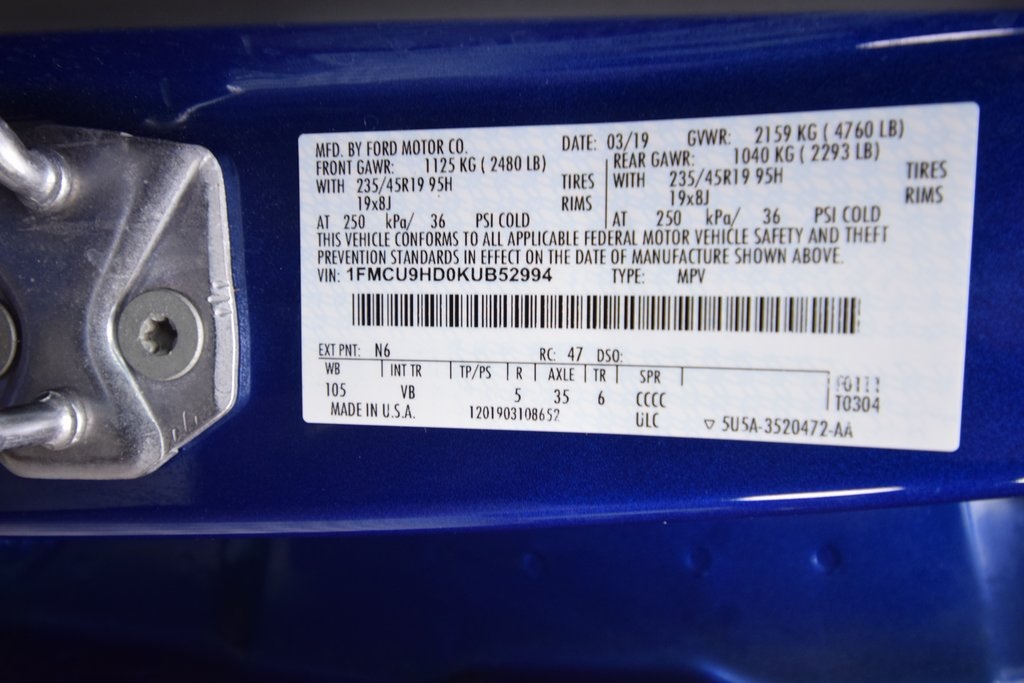 MFD. BY FORD MOTOR CO. DATE: 03/19 GVWR: 2159 KG ( 4760 LB)
FRONT GAWR: 1125 KG ( 2480 LB) REAR GAWR: 1040 KG ( 2293 LB)
WITH 235/45R19 95H TIRES WITH 235/45R19 95H TIRES
19x8J RIMS 19x8J RIMS
AT 250 kPa/ 36 PSI COLD AT 250 kPa/ 36 PSI COLD
THIS VEHICLE CONFORMS TO ALL APPLICABLE FEDERAL MOTOR VEHICLE SAFETY AND THEFT
PREVENTION STANDARDS IN EFFECT ON THE DATE OF MANUFACTURE SHOWN ABOVE.
VIN: 1FMCU9HD0KUB52994 TYPE: MPV
EXT PNT: N6 RC: 47 DSO:
WB INT TR TP/PS R AXLE TR SPR
105 VB 5 35 6 CCCC
T0304
MADE IN U.S.A. 1201903108652 ULC ▽ 5U5A-3520472-AA